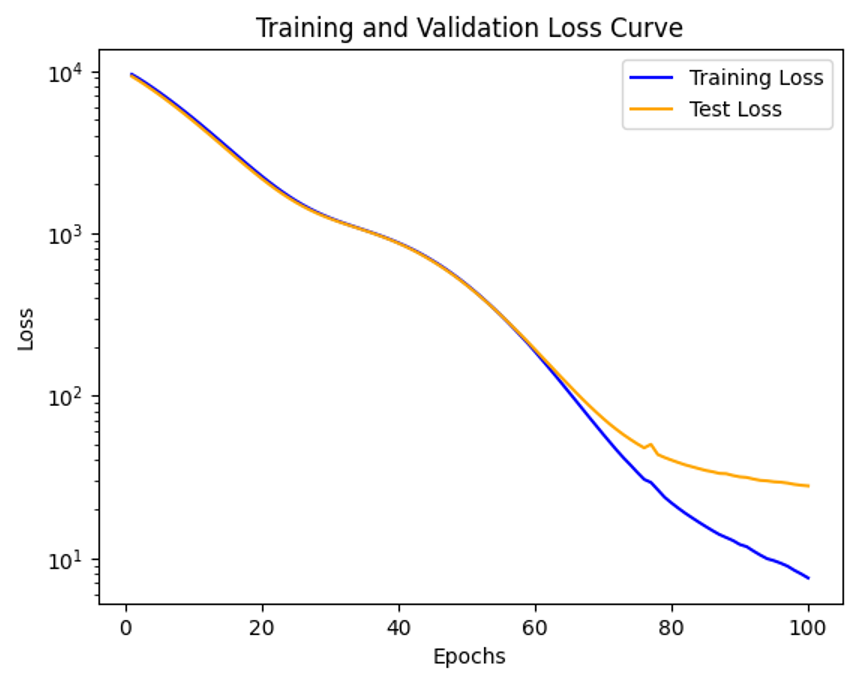 Training and Validation Loss Curve
Training Loss
Test Loss
10⁴
10³
10²
10¹
Loss
0 20 40 60 80 100
Epochs